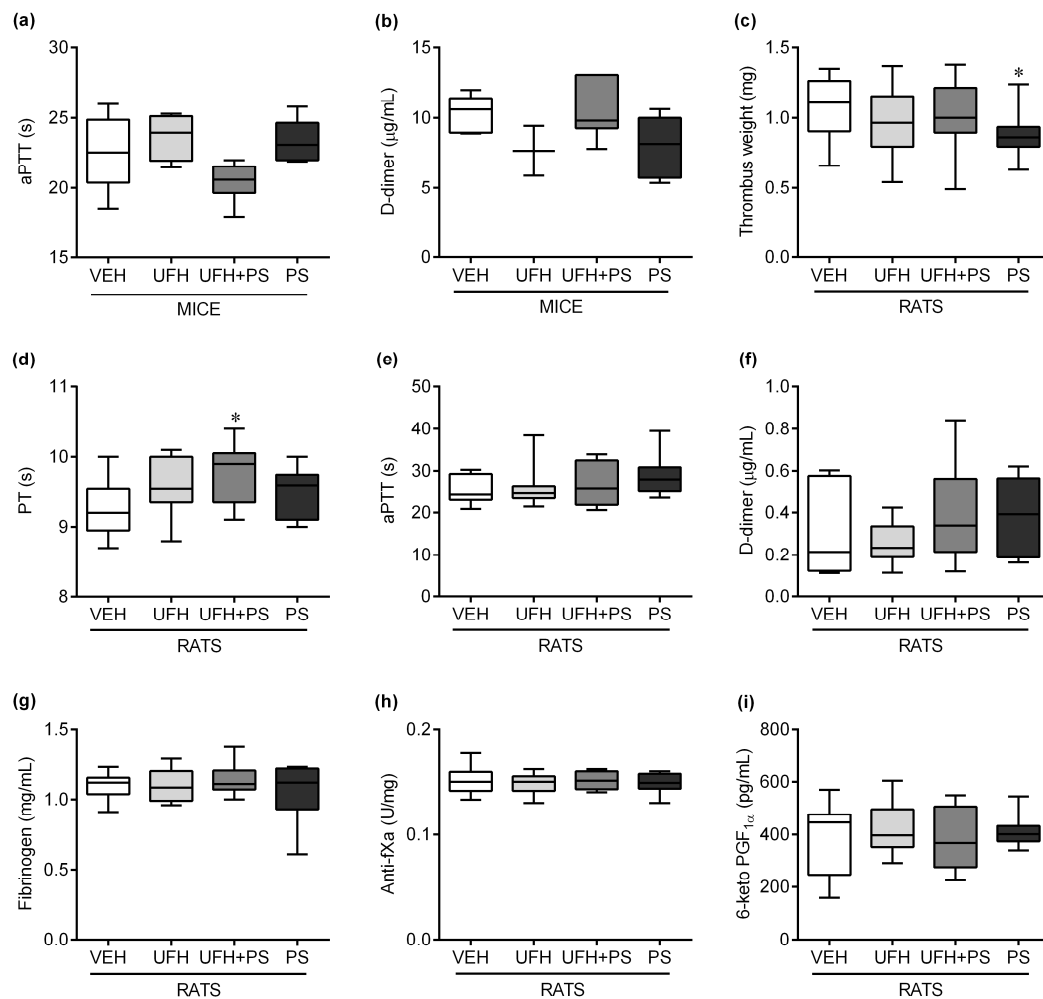 (a)
30
25
20
15
aPTT (s)
VEH UFH UFH+PS PS
MICE
(b)
15
10
5
0
D-dimer (µg/mL)
VEH UFH UFH+PS PS
MICE
(c)
1.5
1.0
0.5
0.0
Thrombus weight (mg)
*
VEH UFH UFH+PS PS
RATS
(d)
11
10
9
8
PT (s)
*
VEH UFH UFH+PS PS
RATS
(e)
50
40
30
20
10
0
aPTT (s)
VEH UFH UFH+PS PS
RATS
(f)
1.0
0.8
0.6
0.4
0.2
0.0
D-dimer (µg/mL)
VEH UFH UFH+PS PS
RATS
(g)
1.5
1.0
0.5
0.0
Fibrinogen (mg/mL)
VEH UFH UFH+PS PS
RATS
(h)
0.2
0.1
0.0
Anti-fXa (U/mg)
VEH UFH UFH+PS PS
RATS
(i)
800
600
400
200
0
6-keto PGF1α (pg/mL)
VEH UFH UFH+PS PS
RATS